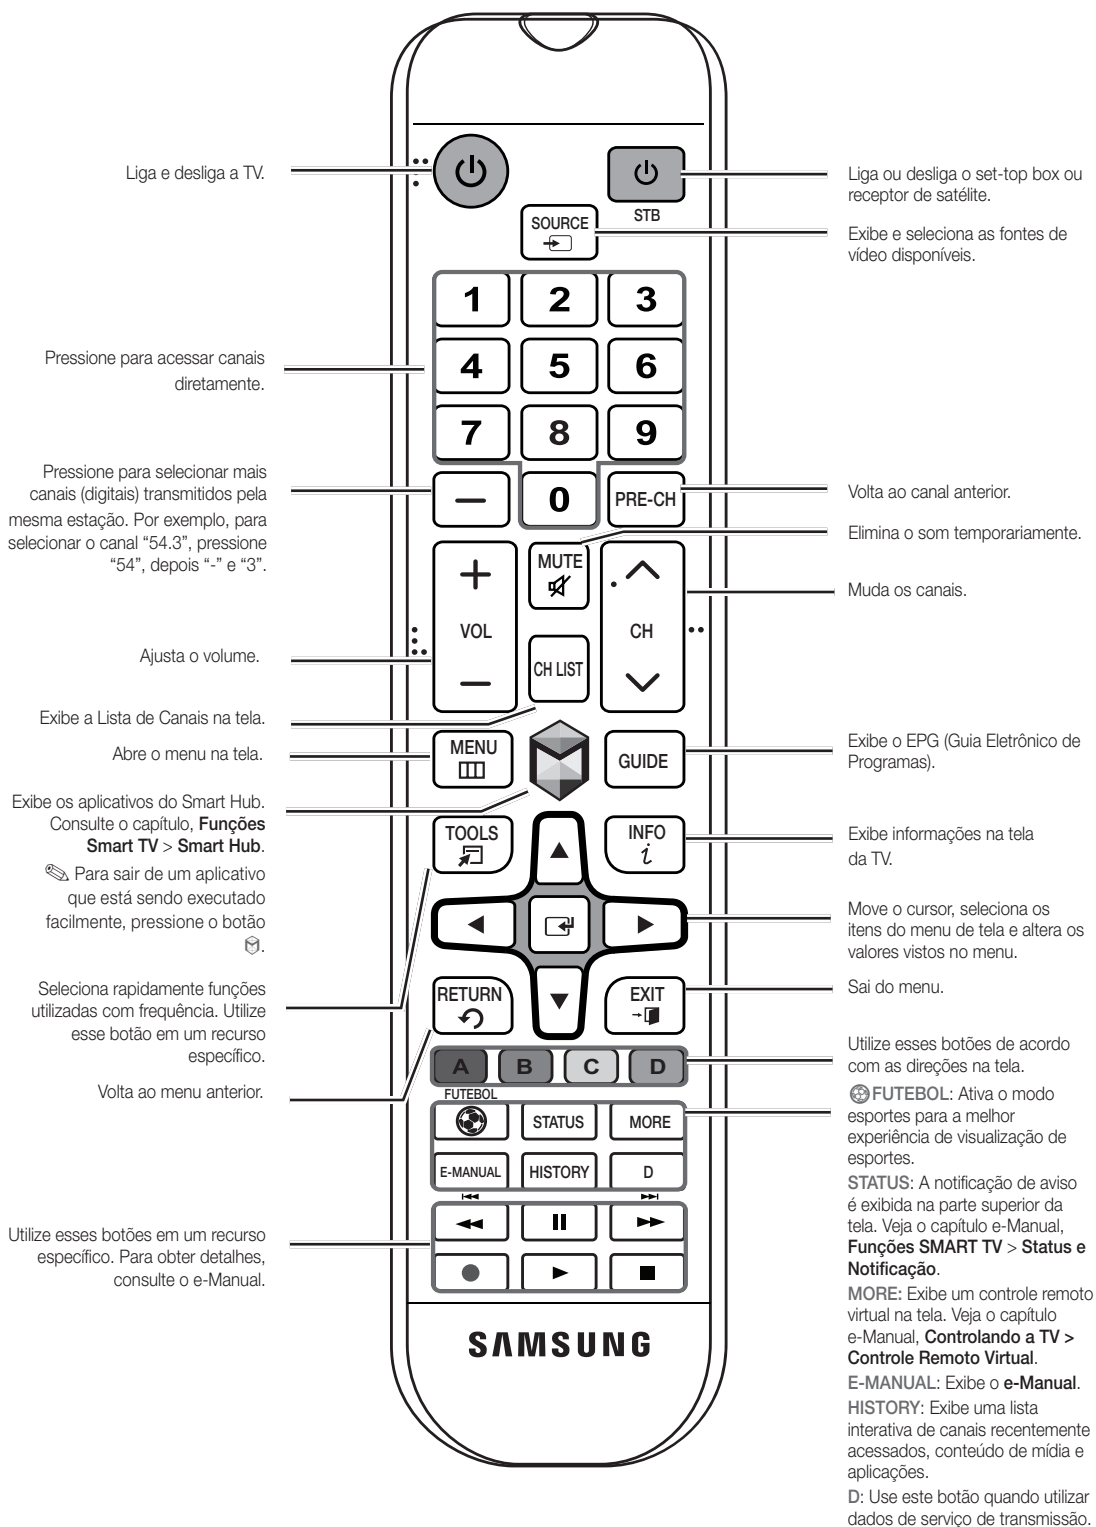 Liga e desliga a TV.
Pressione para acessar canais
diretamente.
Pressione para selecionar mais
canais (digitais) transmitidos pela
mesma estação. Por exemplo, para
selecionar o canal “54.3”, pressione
“54”, depois “-” e “3”.
Ajusta o volume.
Exibe a Lista de Canais na tela.
Abre o menu na tela.
Exibe os aplicativos do Smart Hub.
Consulte o capítulo, Funções
Smart TV > Smart Hub.
Para sair de um aplicativo
que está sendo executado
facilmente, pressione o botão
.
Seleciona rapidamente funções
utilizadas com frequência. Utilize
esse botão em um recurso
específico.
Volta ao menu anterior.
Utilize esses botões em um recurso
específico. Para obter detalhes,
consulte o e-Manual.
STB
SOURCE
1 2 3
4 5 6
7 8 9
— 0 PRE-CH
+
MUTE
VOL
CH
—
CH LIST
MENU
GUIDE
TOOLS
INFO
i
RETURN
EXIT
A B C D
FUTEBOL
STATUS
MORE
E-MANUAL
HISTORY
D
SAMSUNG
Liga ou desliga o set-top box ou
receptor de satélite.
Exibe e seleciona as fontes de
vídeo disponíveis.
Volta ao canal anterior.
Elimina o som temporariamente.
Muda os canais.
Exibe o EPG (Guia Eletrônico de
Programas).
Exibe informações na tela
da TV.
Move o cursor, seleciona os
itens do menu de tela e altera os
valores vistos no menu.
Sai do menu.
Utilize esses botões de acordo
com as direções na tela.
FUTEBOL: Ativa o modo
esportes para a melhor
experiência de visualização de
esportes.
STATUS: A notificação de aviso
é exibida na parte superior da
tela. Veja o capítulo e-Manual,
Funções SMART TV > Status e
Notificação.
MORE: Exibe um controle remoto
virtual na tela. Veja o capítulo
e-Manual, Controlando a TV >
Controle Remoto Virtual.
E-MANUAL: Exibe o e-Manual.
HISTORY: Exibe uma lista
interativa de canais recentemente
acessados, conteúdo de mídia e
aplicações.
D: Use este botão quando utilizar
dados de serviço de transmissão.